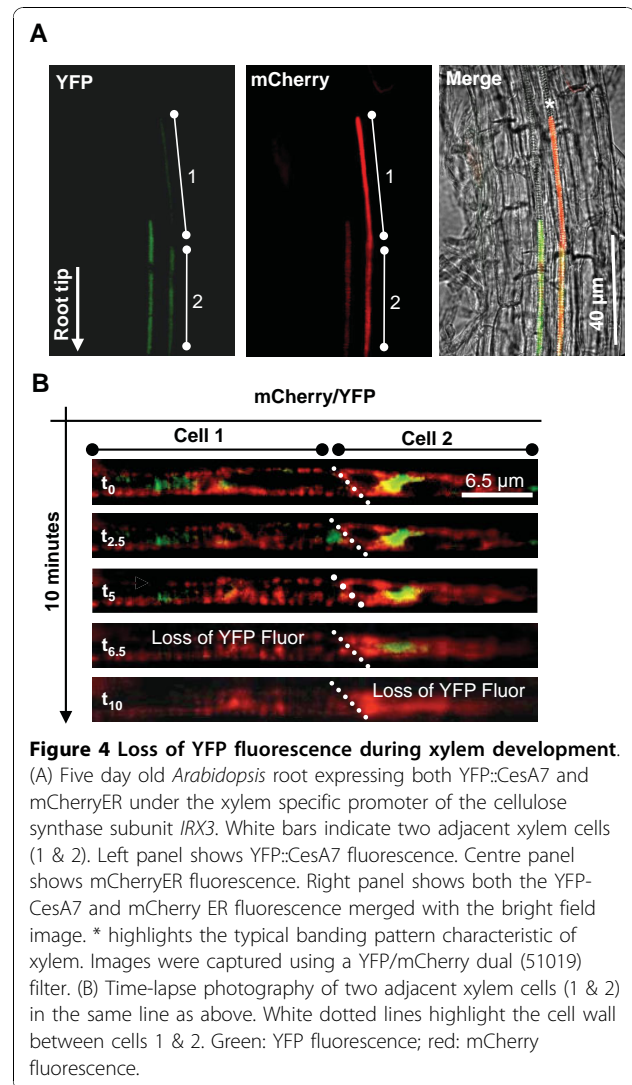 A
YFP
mCherry
Merge
*
1
1
2
2
Root tip
40 µm
B
mCherry/YFP
Cell 1
Cell 2
10 minutes
t0
6.5 µm
t2.5
t5
t6.5
Loss of YFP Fluor
t10
Loss of YFP Fluor
Figure 4 Loss of YFP fluorescence during xylem development.
(A) Five day old Arabidopsis root expressing both YFP::CesA7 and
mCherryER under the xylem specific promoter of the cellulose
synthase subunit IRX3. White bars indicate two adjacent xylem cells
(1 & 2). Left panel shows YFP::CesA7 fluorescence. Centre panel
shows mCherryER fluorescence. Right panel shows both the YFP-
CesA7 and mCherry ER fluorescence merged with the bright field
image. * highlights the typical banding pattern characteristic of
xylem. Images were captured using a YFP/mCherry dual (51019)
filter. (B) Time-lapse photography of two adjacent xylem cells (1 & 2)
in the same line as above. White dotted lines highlight the cell wall
between cells 1 & 2. Green: YFP fluorescence; red: mCherry
fluorescence.